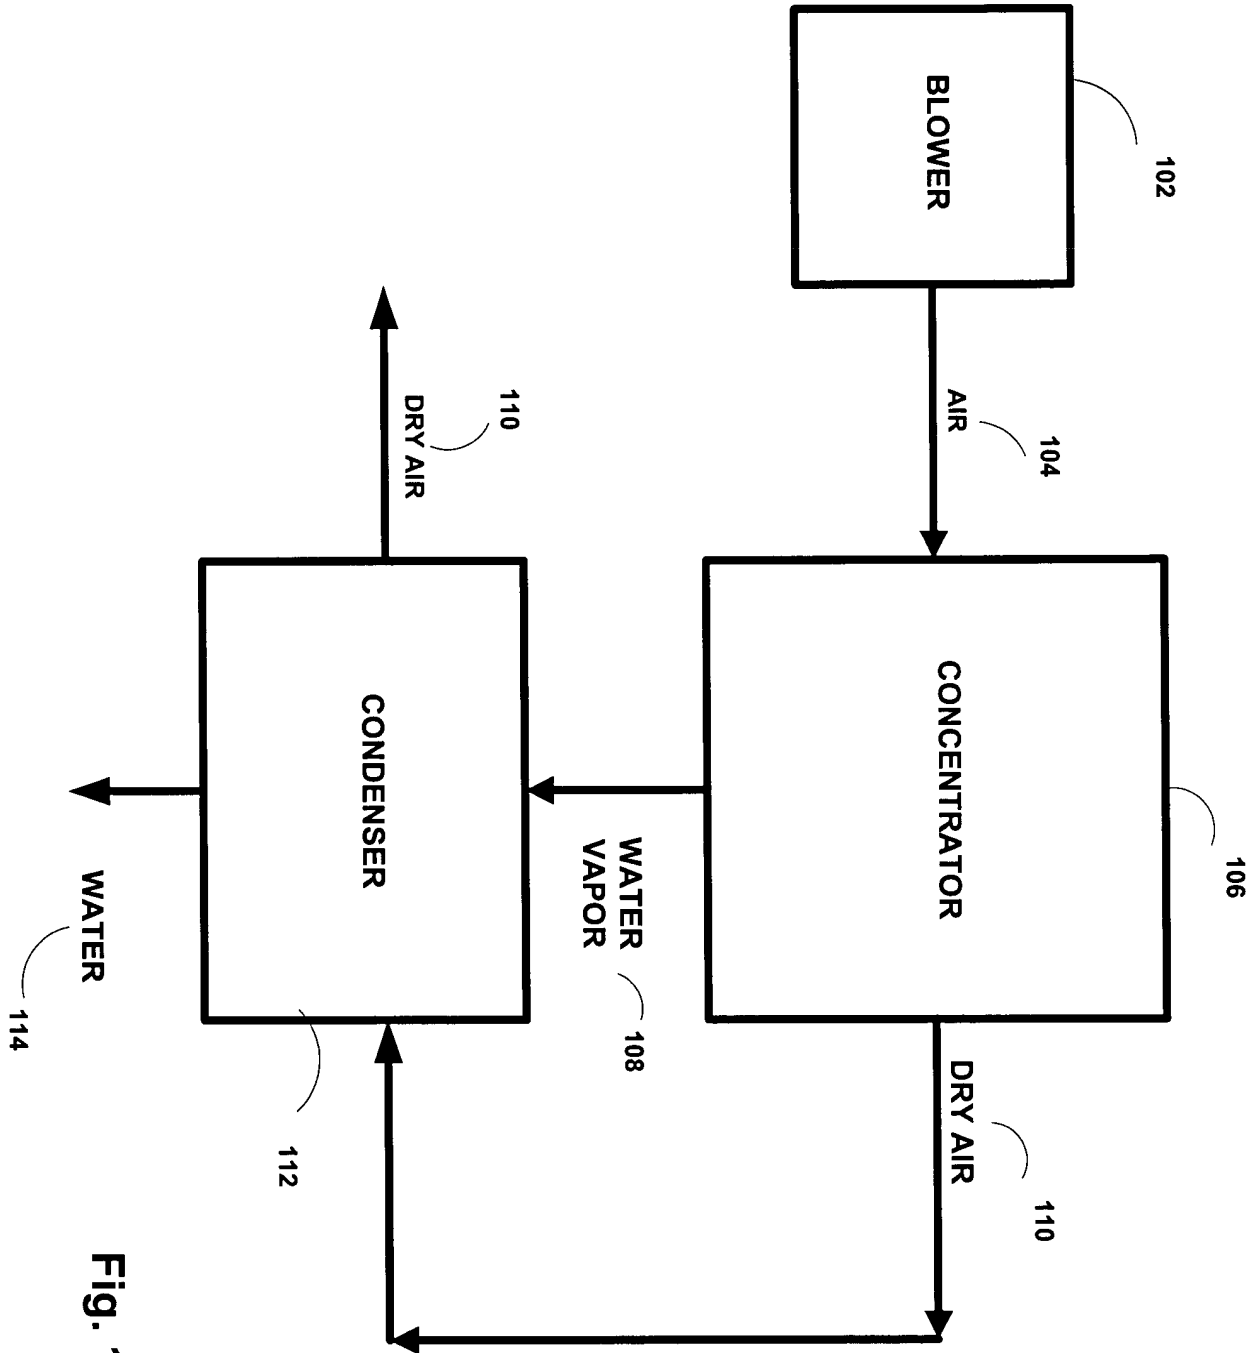 BLOWER
102
AIR
104
CONCENTRATOR
106
DRY AIR
110
WATER
VAPOR
108
DRY AIR
110
CONDENSER
112
WATER
114
Fig.